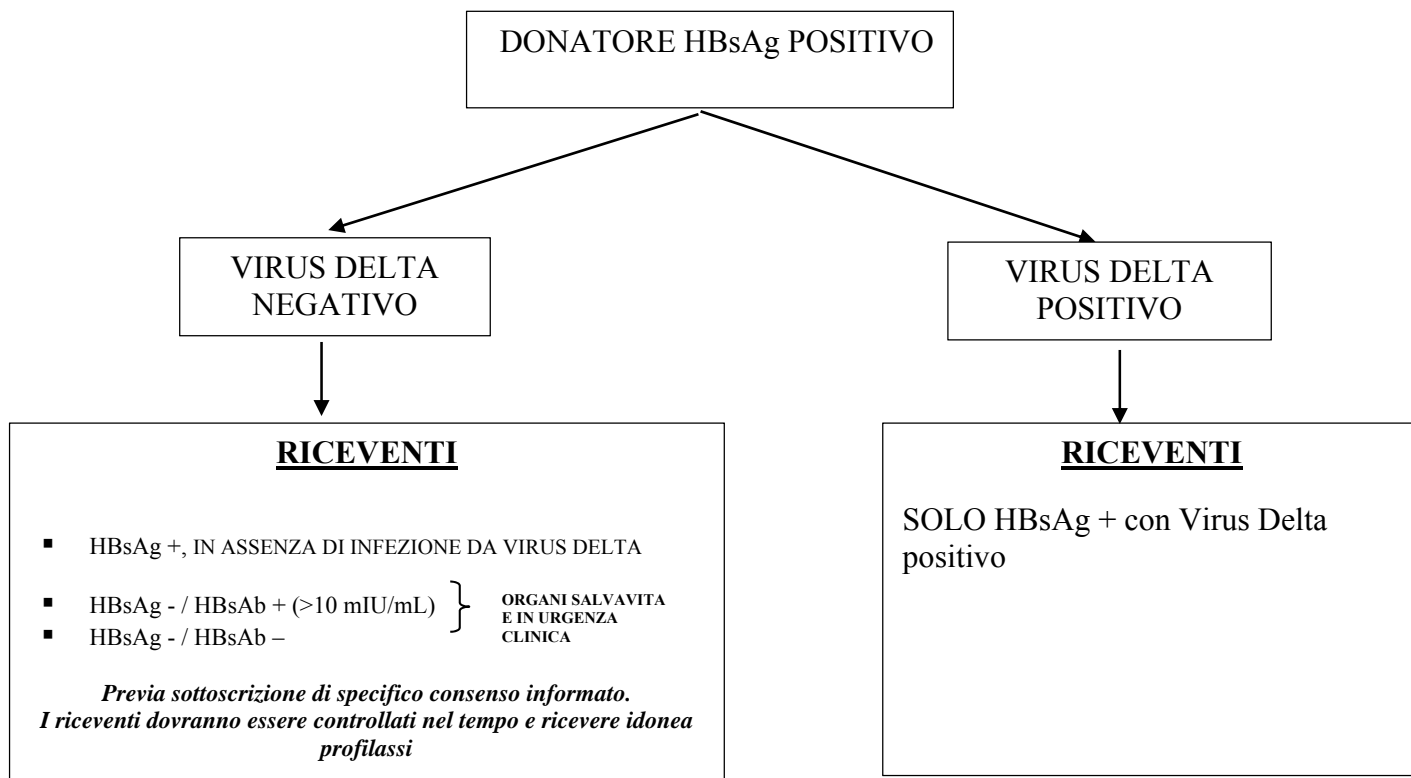 DONATORE HBsAg POSITIVO
VIRUS DELTA
NEGATIVO
VIRUS DELTA
POSITIVO
RICEVENTI
▪ HBsAg +, IN ASSENZA DI INFEZIONE DA VIRUS DELTA
▪ HBsAg - / HBsAb + (>10 mIU/mL)
▪ HBsAg - / HBsAb –
ORGANI SALVAVITA
E IN URGENZA
CLINICA
Previa sottoscrizione di specifico consenso informato.
I riceventi dovranno essere controllati nel tempo e ricevere idonea
profilassi
RICEVENTI
SOLO HBsAg + con Virus Delta
positivo